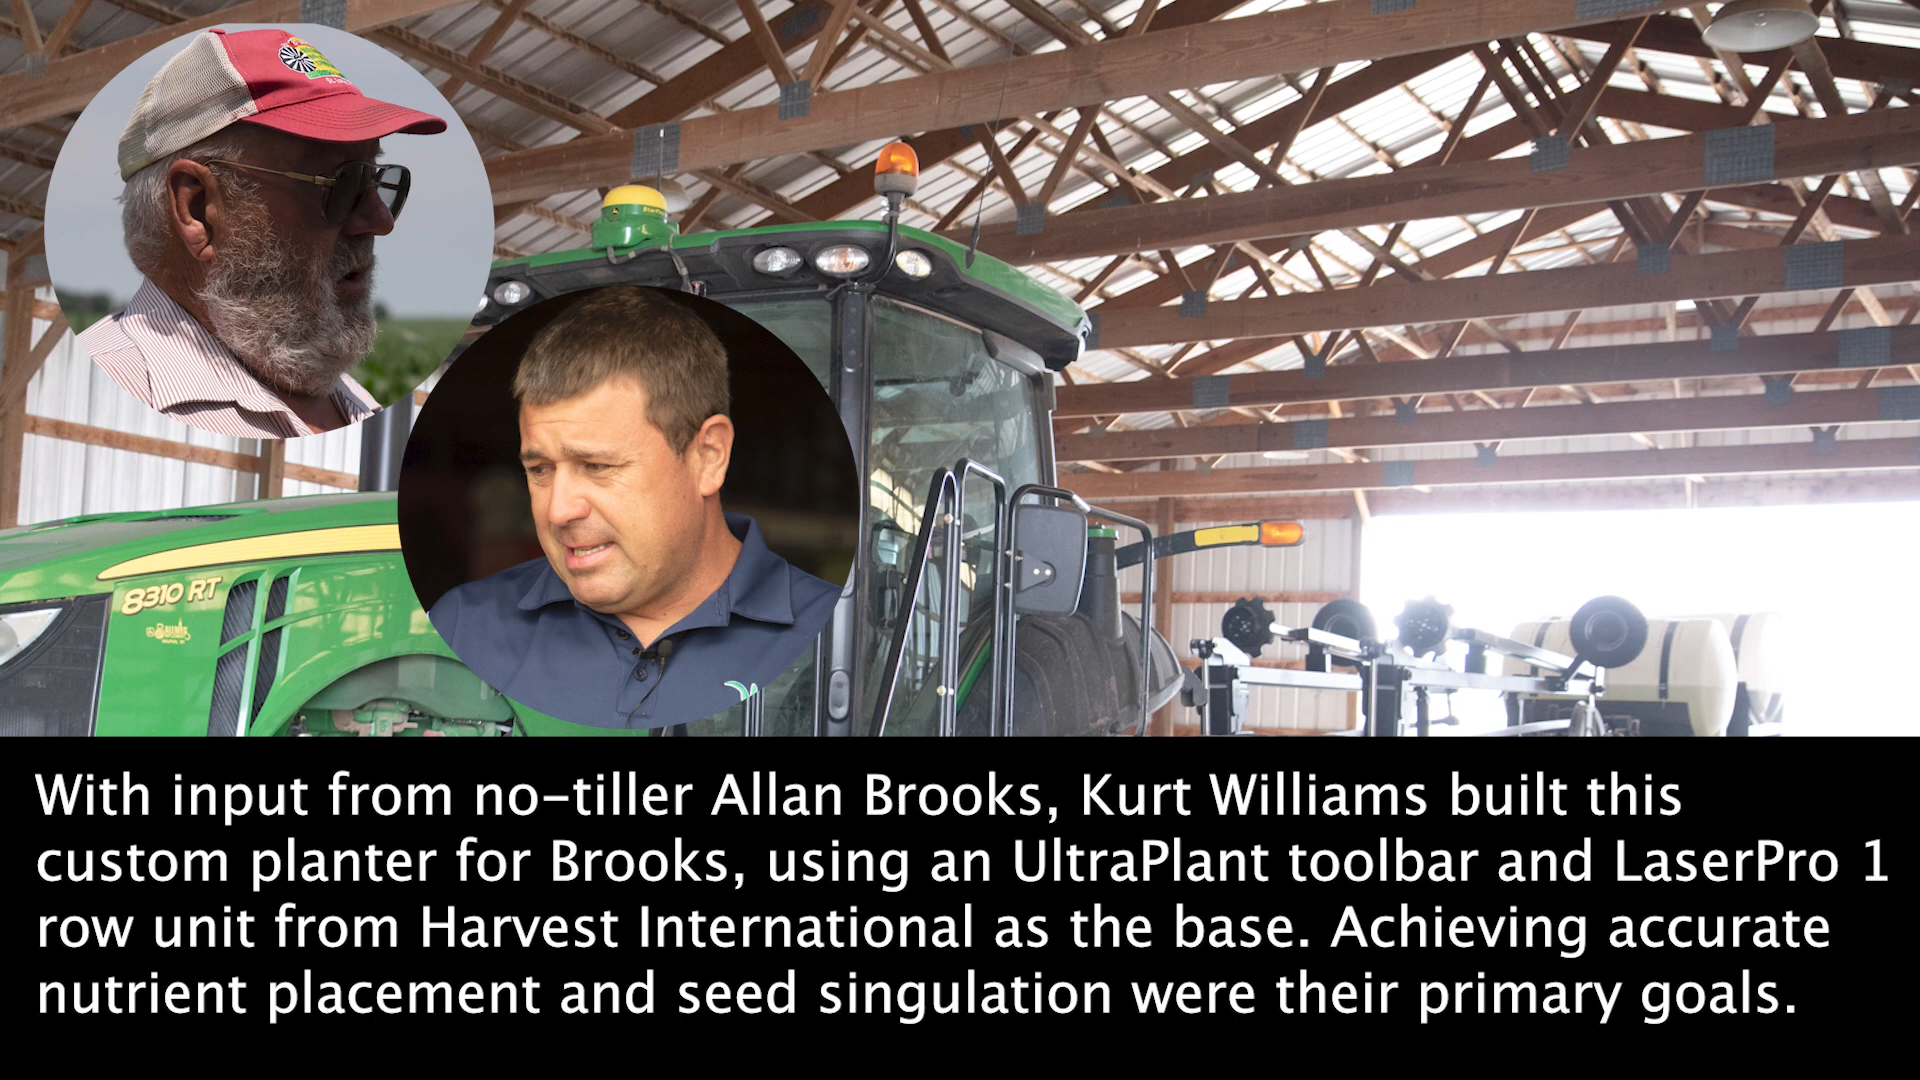 StarFire
8310 RT
With input from no-tiller Allan Brooks, Kurt Williams built this
custom planter for Brooks, using an UltraPlant toolbar and LaserPro 1
row unit from Harvest International as the base. Achieving accurate
nutrient placement and seed singulation were their primary goals.